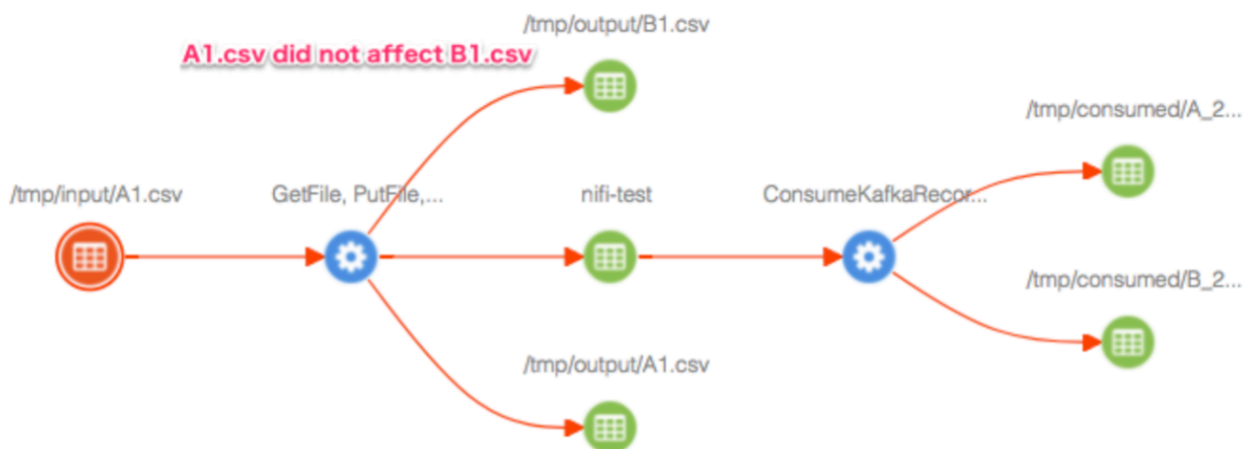 /tmp/output/B1.csv
A1.csv did not affect B1.csv
/tmp/consumed/A_2...
/tmp/input/A1.csv
GetFile, PutFile,...
nifi-test
ConsumeKafkaRecor...
/tmp/consumed/B_2...
/tmp/output/A1.csv